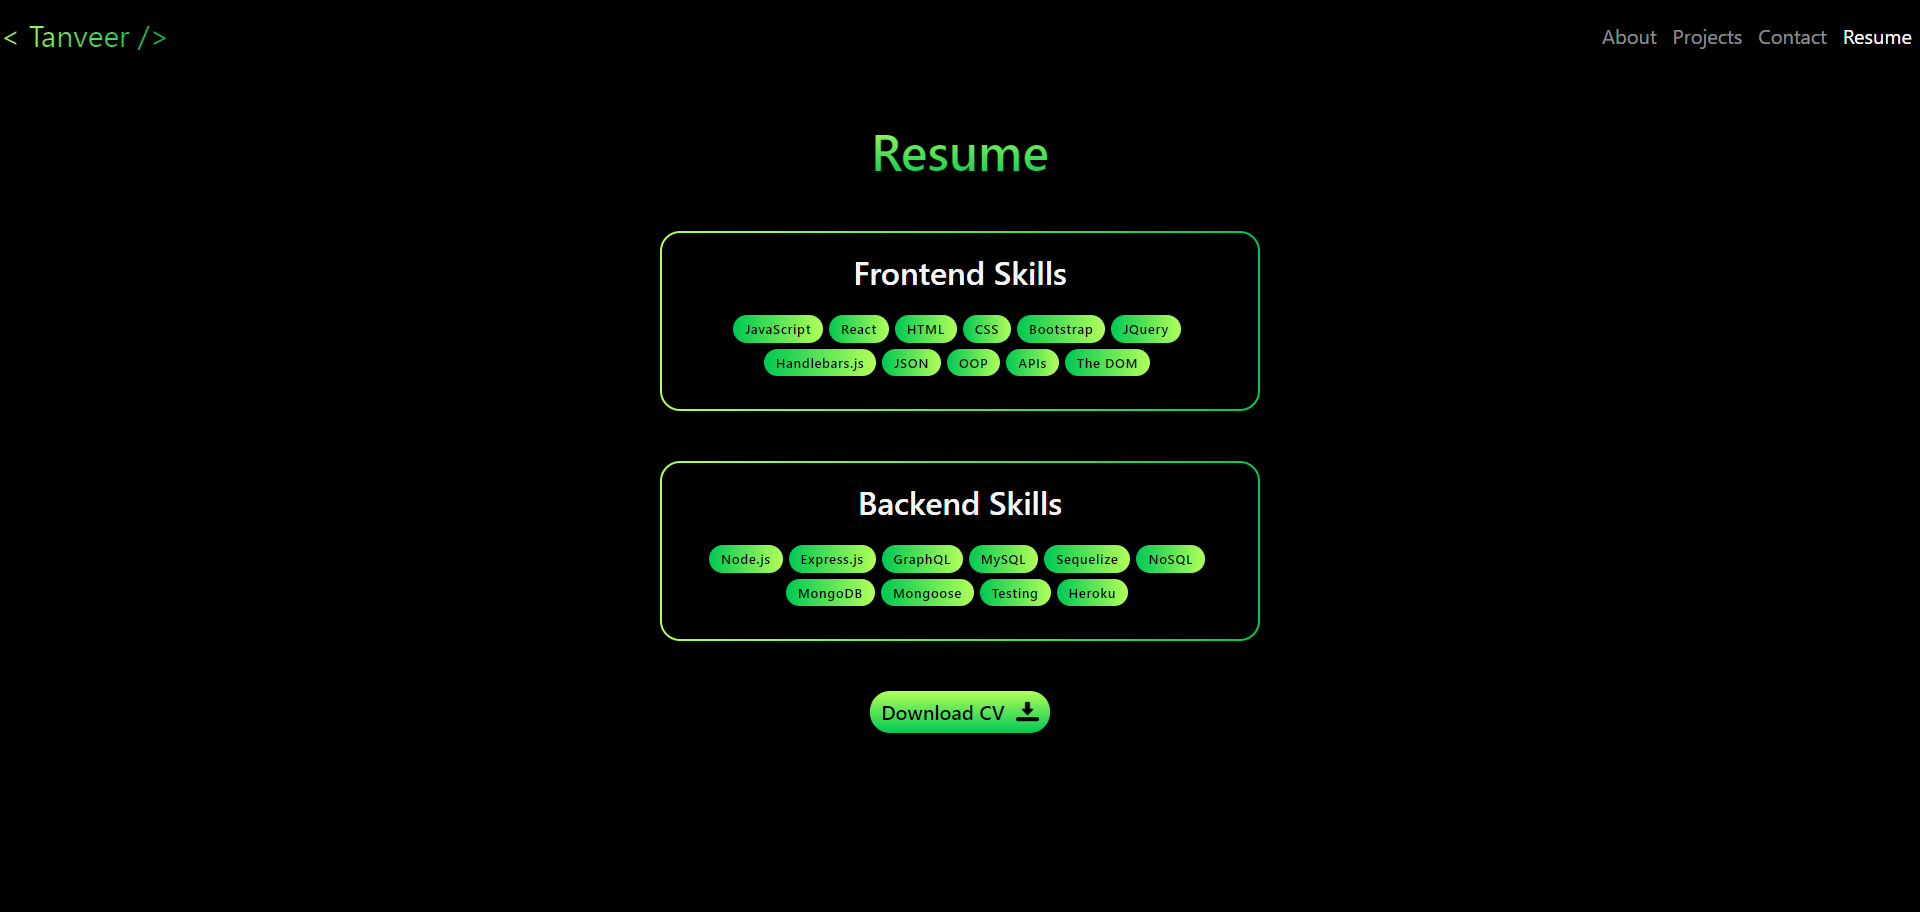 < Tanveer />
About Projects Contact Resume
Resume
Frontend Skills
JavaScript React HTML CSS Bootstrap JQuery
Handlebars.js JSON OOP APIs The DOM
Backend Skills
Node.js Express.js GraphQL MySQL Sequelize NoSQL
MongoDB Mongoose Testing Heroku
Download CV